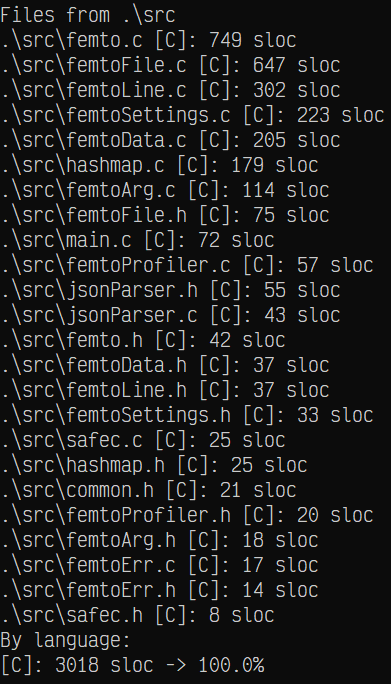 Files from .\src
.\src\femto.c [C]: 749 sloc
.\src\femtoFile.c [C]: 647 sloc
.\src\femtoLine.c [C]: 302 sloc
.\src\femtoSettings.c [C]: 223 sloc
.\src\femtoData.c [C]: 205 sloc
.\src\hashmap.c [C]: 179 sloc
.\src\femtoArg.c [C]: 114 sloc
.\src\femtoFile.h [C]: 75 sloc
.\src\main.c [C]: 72 sloc
.\src\femtoProfiler.c [C]: 57 sloc
.\src\jsonParser.h [C]: 55 sloc
.\src\jsonParser.c [C]: 43 sloc
.\src\femto.h [C]: 42 sloc
.\src\femtoData.h [C]: 37 sloc
.\src\femtoLine.h [C]: 37 sloc
.\src\femtoSettings.h [C]: 33 sloc
.\src\safec.c [C]: 25 sloc
.\src\hashmap.h [C]: 25 sloc
.\src\common.h [C]: 21 sloc
.\src\femtoProfiler.h [C]: 20 sloc
.\src\femtoArg.h [C]: 18 sloc
.\src\femtoErr.c [C]: 17 sloc
.\src\femtoErr.h [C]: 14 sloc
.\src\safec.h [C]: 8 sloc
By language:
[C]: 3018 sloc -> 100.0%